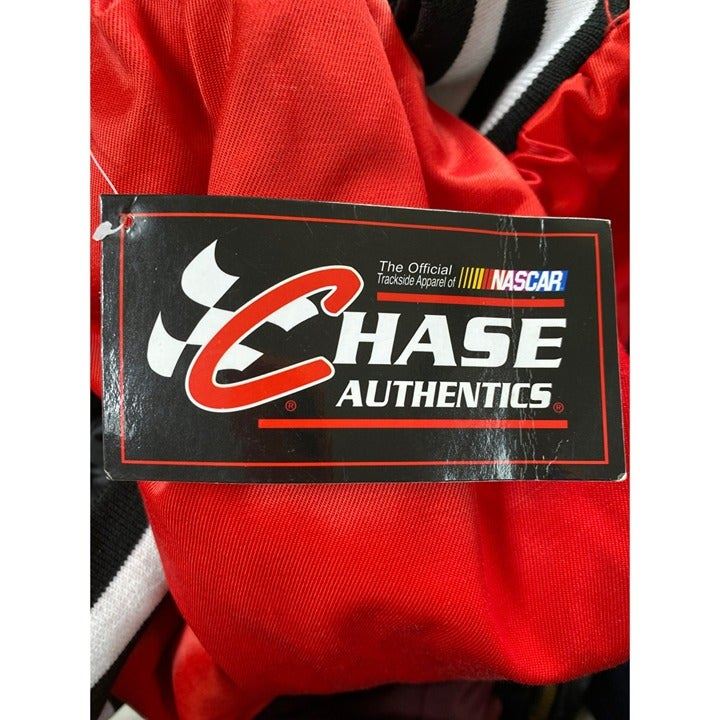 The Official
Trackside Apparel of NASCAR
CHASE
AUTHENTICS®
®